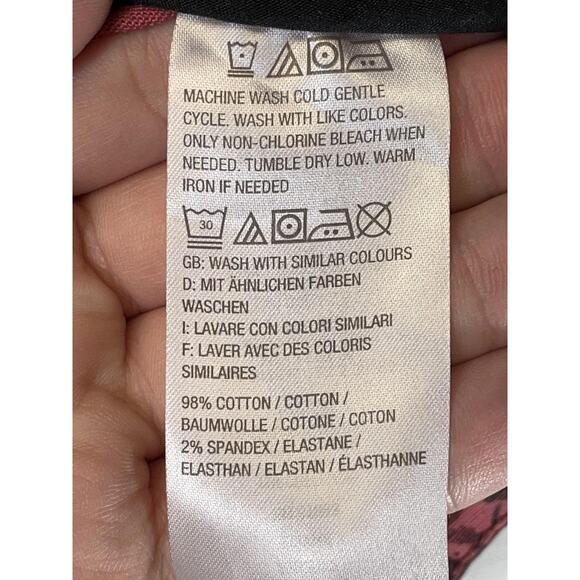 MACHINE WASH COLD GENTLE
CYCLE. WASH WITH LIKE COLORS.
ONLY NON-CHLORINE BLEACH WHEN
NEEDED. TUMBLE DRY LOW. WARM
IRON IF NEEDED
30
GB: WASH WITH SIMILAR COLOURS
D: MIT ÄHNLICHEN FARBEN
WASCHEN
I: LAVARE CON COLORI SIMILARI
F: LAVER AVEC DES COLORIS
SIMILAIRES
98% COTTON / COTTON /
BAUMWOLLE / COTONE / COTON
2% SPANDEX / ELASTANE /
ELASTHAN / ELASTAN / ÉLASTHANNE